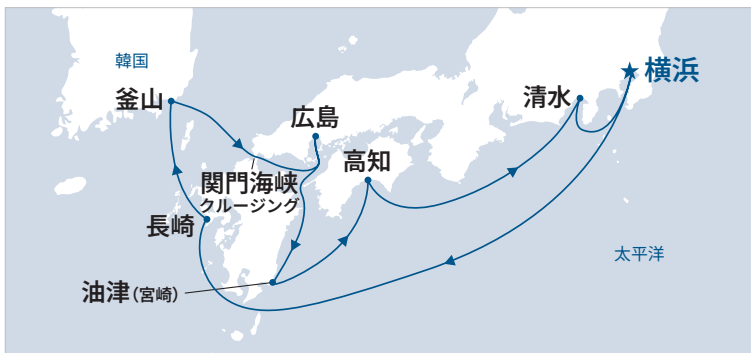 韓国
釜山
広島
清水
★横浜
高知
関門海峡
クルージング
長崎
太平洋
油津(宮崎)